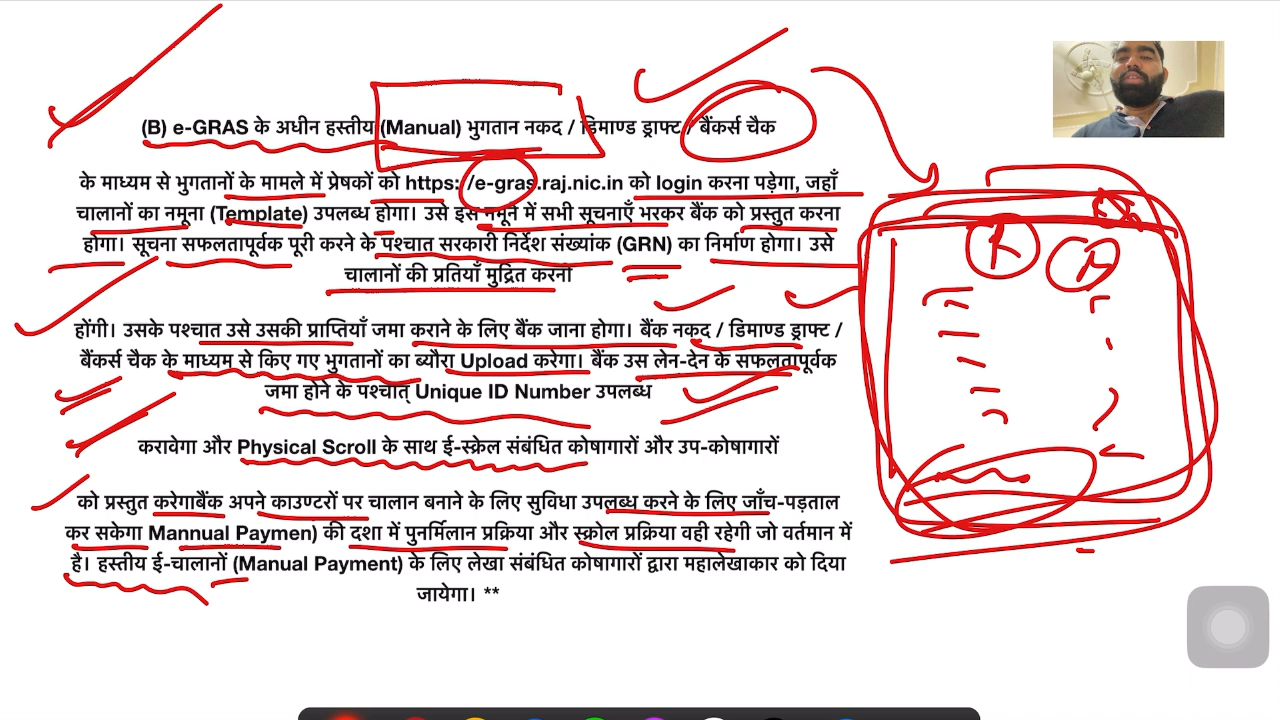 (B) e-GRAS के अधीन हस्तीय (Manual) भुगतान नकद / डिमाण्ड ड्राफ्ट / बैंकर्स चैक
के माध्यम से भुगतानों के मामले में प्रेषकों को https://e-gras.raj.nic.in को login करना पड़ेगा, जहाँ
चालानों का नमूना (Template) उपलब्ध होगा। उसे इस नमूने में सभी सूचनाएँ भरकर बैंक को प्रस्तुत करना
होगा। सूचना सफलतापूर्वक पूरी करने के पश्चात सरकारी निर्देश संख्यांक (GRN) का निर्माण होगा। उसे
चालानों की प्रतियाँ मुद्रित करनी
होंगी। उसके पश्चात उसे उसकी प्राप्तियाँ जमा कराने के लिए बैंक जाना होगा। बैंक नकद / डिमाण्ड ड्राफ्ट /
बैंकर्स चैक के माध्यम से किए गए भुगतानों का ब्यौरा Upload करेगा। बैंक उस लेन-देन के सफलतापूर्वक
जमा होने के पश्चात् Unique ID Number उपलब्ध
करावेगा और Physical Scroll के साथ ई-स्क्रेल संबंधित कोषागारों और उप-कोषागारों
को प्रस्तुत करेगाबैंक अपने काउण्टरों पर चालान बनाने के लिए सुविधा उपलब्ध करने के लिए जाँच-पड़ताल
कर सकेगा Mannual Paymen) की दशा में पुनर्मिलान प्रक्रिया और स्क्रोल प्रक्रिया वही रहेगी जो वर्तमान में
है। हस्तीय ई-चालानों (Manual Payment) के लिए लेखा संबंधित कोषागारों द्वारा महालेखाकार को दिया
जायेगा। **